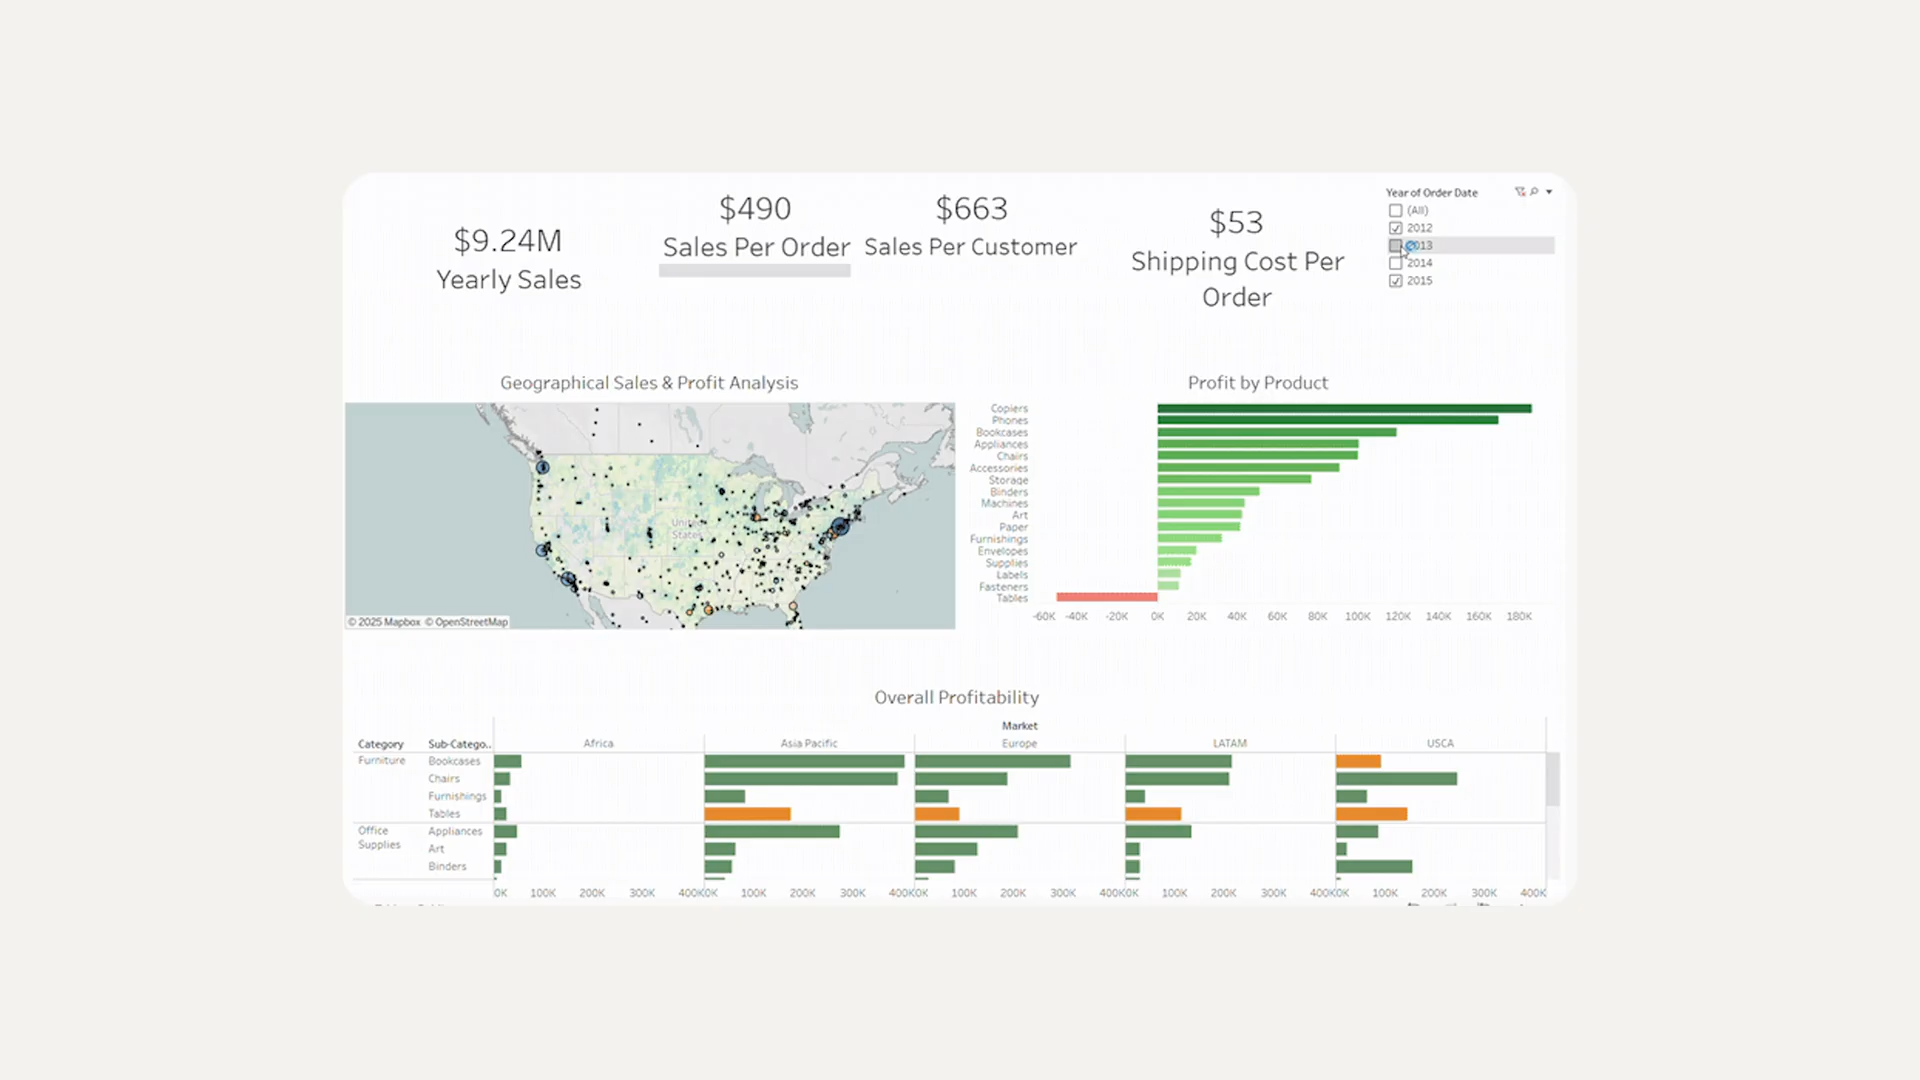 $9.24M
Yearly Sales
$490
Sales Per Order
$663
Sales Per Customer
$53
Shipping Cost Per
Order
Year of Order Date
(All)
2012
2013
2014
2015
Geographical Sales & Profit Analysis
United
States
© 2025 Mapbox © OpenStreetMap
Profit by Product
Copiers
Phones
Bookcases
Appliances
Chairs
Accessories
Storage
Binders
Machines
Art
Paper
Furnishings
Envelopes
Supplies
Labels
Fasteners
Tables
-60K -40K -20K 0K 20K 40K 60K 80K 100K 120K 140K 160K 180K
Overall Profitability
Market
Category Sub-Catego.. Africa Asia Pacific Europe LATAM USCA
Furniture Bookcases
Chairs
Furnishings
Tables
Office Appliances
Supplies Art
Binders
0K 100K 200K 300K 400K 0K 100K 200K 300K 400K 0K 100K 200K 300K 400K 0K 100K 200K 300K 400K 0K 100K 200K 300K 400K